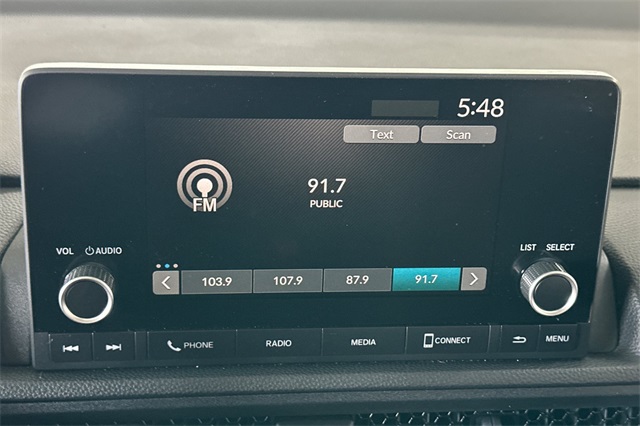 5:48
Text Scan
FM
91.7
PUBLIC
VOL AUDIO
LIST SELECT
103.9 107.9 87.9 91.7
PHONE RADIO MEDIA CONNECT MENU